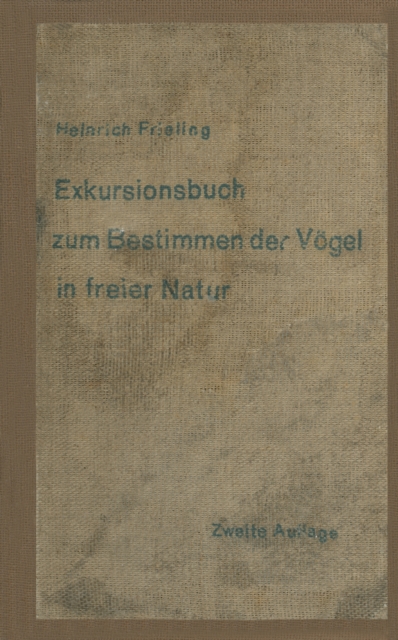 Heinrich Frieling
Exkursionsbuch
zum Bestimmen der Vögel
in freier Natur
Zweite Auflage